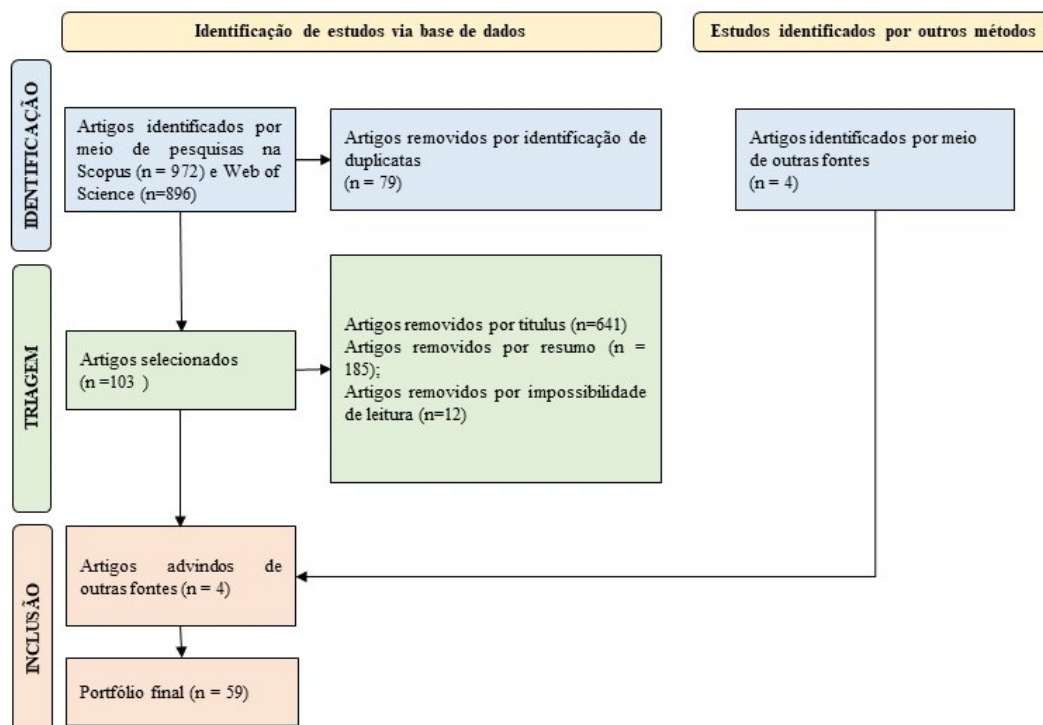 Identificação de estudos via base de dados
Estudos identificados por outros métodos
IDENTIFICAÇÃO
Artigos identificados por
meio de pesquisas na
Scopus (n = 972) e Web of
Science (n=896)
Artigos removidos por identificação de
duplicatas
(n = 79)
Artigos identificados por meio
de outras fontes
(n = 4)
TRIAGEM
Artigos selecionados
(n =103 )
Artigos removidos por titulus (n=641)
Artigos removidos por resumo (n =
185);
Artigos removidos por impossibilidade
de leitura (n=12)
INCLUSÃO
Artigos advindos de
outras fontes (n = 4)
Portfólio final (n = 59)